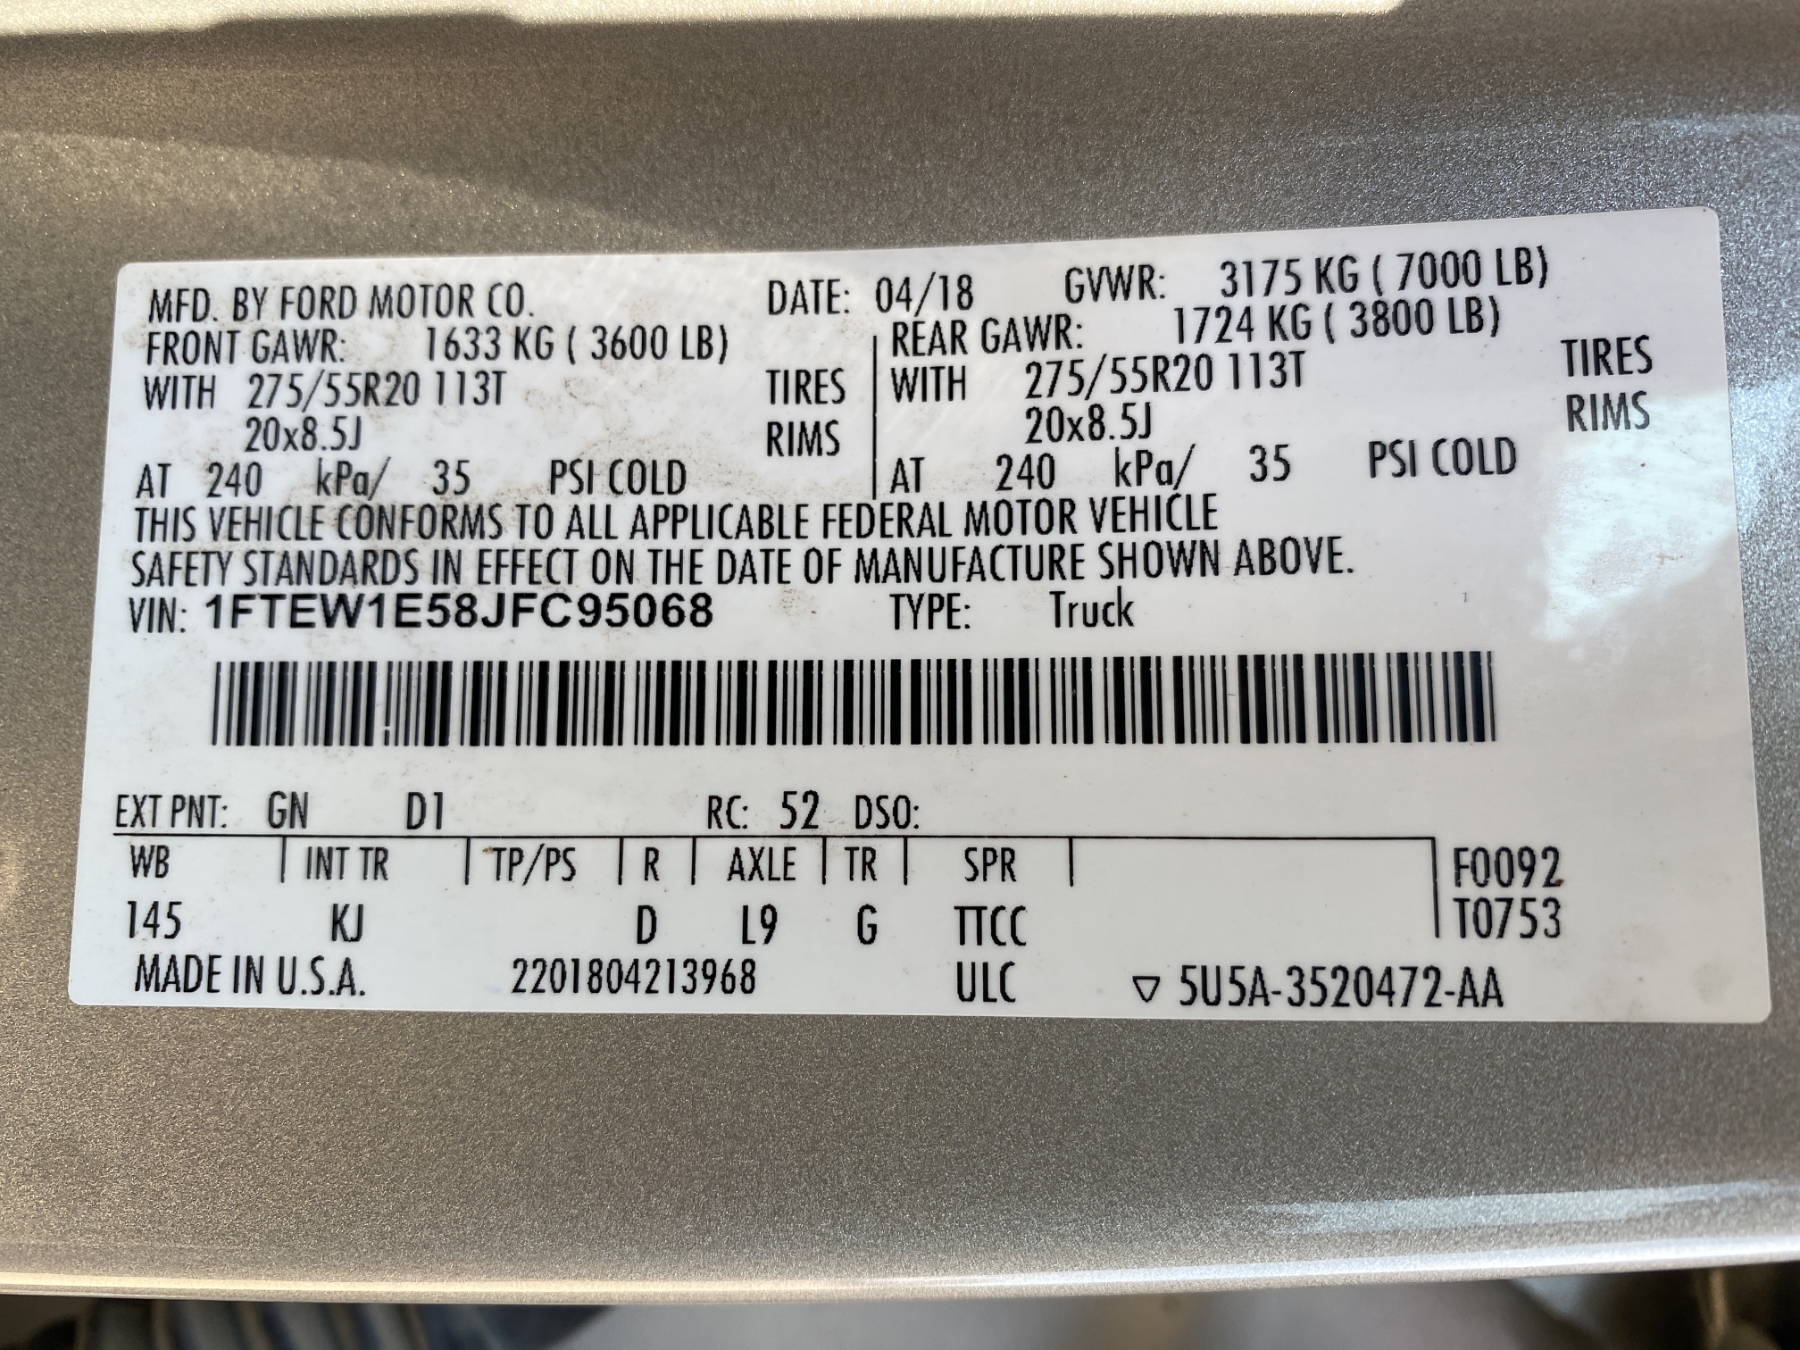 MFD. BY FORD MOTOR CO. DATE: 04/18 GVWR: 3175 KG ( 7000 LB)
FRONT GAWR: 1633 KG ( 3600 LB) REAR GAWR: 1724 KG ( 3800 LB)
WITH 275/55R20 113T TIRES WITH 275/55R20 113T TIRES
20x8.5J RIMS 20x8.5J RIMS
AT 240 kPa/ 35 PSI COLD AT 240 kPa/ 35 PSI COLD
THIS VEHICLE CONFORMS TO ALL APPLICABLE FEDERAL MOTOR VEHICLE
SAFETY STANDARDS IN EFFECT ON THE DATE OF MANUFACTURE SHOWN ABOVE.
VIN: 1FTEW1E58JFC95068 TYPE: Truck
EXT PNT: GN D1 RC: 52 DSO:
WB INT TR TP/PS R AXLE TR SPR F0092
145 KJ D L9 G TTCC T0753
MADE IN U.S.A. 2201804213968 ULC ▽ 5U5A-3520472-AA